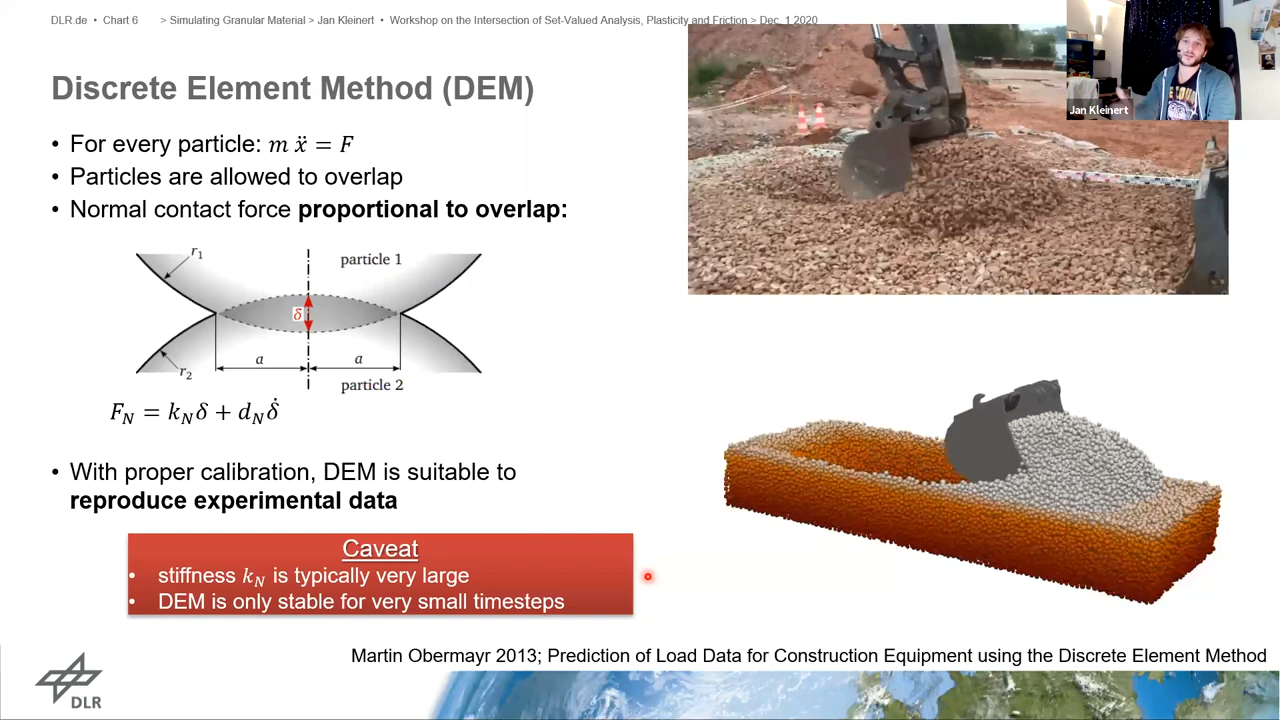 DLR.de • Chart 6 > Simulating Granular Material > Jan Kleinert • Workshop on the Intersection of Set-Valued Analysis, Plasticity and Friction > Dec. 1 2020
Jan Kleinert
Discrete Element Method (DEM)
• For every particle: m ẍ = F
• Particles are allowed to overlap
• Normal contact force proportional to overlap:
r₁
particle 1
δ
a a
r₂
particle 2
F_N = k_N δ + d_N δ̇
• With proper calibration, DEM is suitable to
reproduce experimental data
Caveat
• stiffness k_N is typically very large
• DEM is only stable for very small timesteps
Martin Obermayr 2013; Prediction of Load Data for Construction Equipment using the Discrete Element Method
DLR